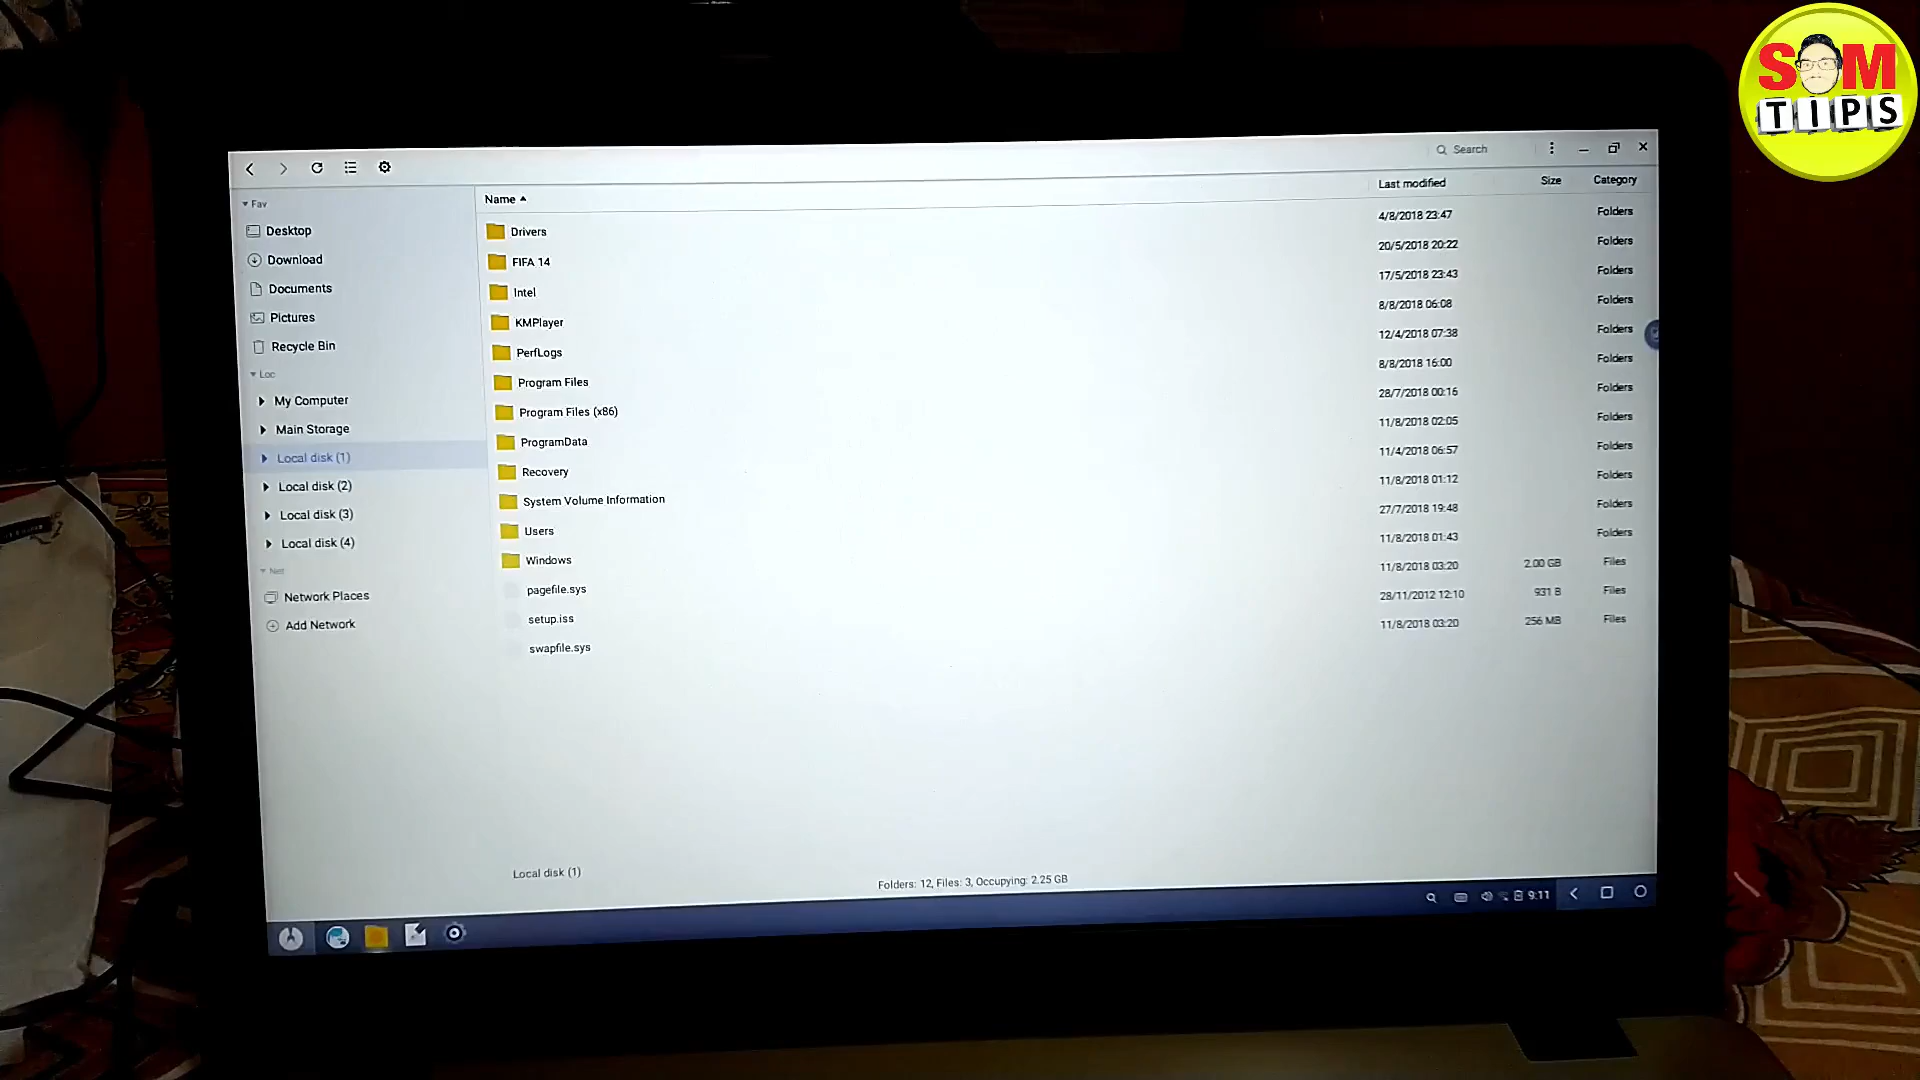 SOM
TIPS
Search
Fav
Desktop
Download
Documents
Pictures
Recycle Bin
Loc
My Computer
Main Storage
Local disk (1)
Local disk (2)
Local disk (3)
Local disk (4)
Net
Network Places
Add Network
Name Last modified Size Category
Drivers 4/8/2018 23:47 Folders
FIFA 14 20/5/2018 20:22 Folders
Intel 17/5/2018 23:43 Folders
KMPlayer 8/8/2018 06:08 Folders
PerfLogs 12/4/2018 07:38 Folders
Program Files 8/8/2018 16:00 Folders
Program Files (x86) 28/7/2018 00:16 Folders
ProgramData 11/8/2018 02:05 Folders
Recovery 11/4/2018 06:57 Folders
System Volume Information 11/8/2018 01:12 Folders
Users 27/7/2018 19:48 Folders
Windows 11/8/2018 01:43 Folders
pagefile.sys 11/8/2018 03:20 2.00 GB Files
setup.iss 28/11/2012 12:10 931 B Files
swapfile.sys 11/8/2018 03:20 256 MB Files
Local disk (1)
Folders: 12, Files: 3, Occupying: 2.25 GB
9:11